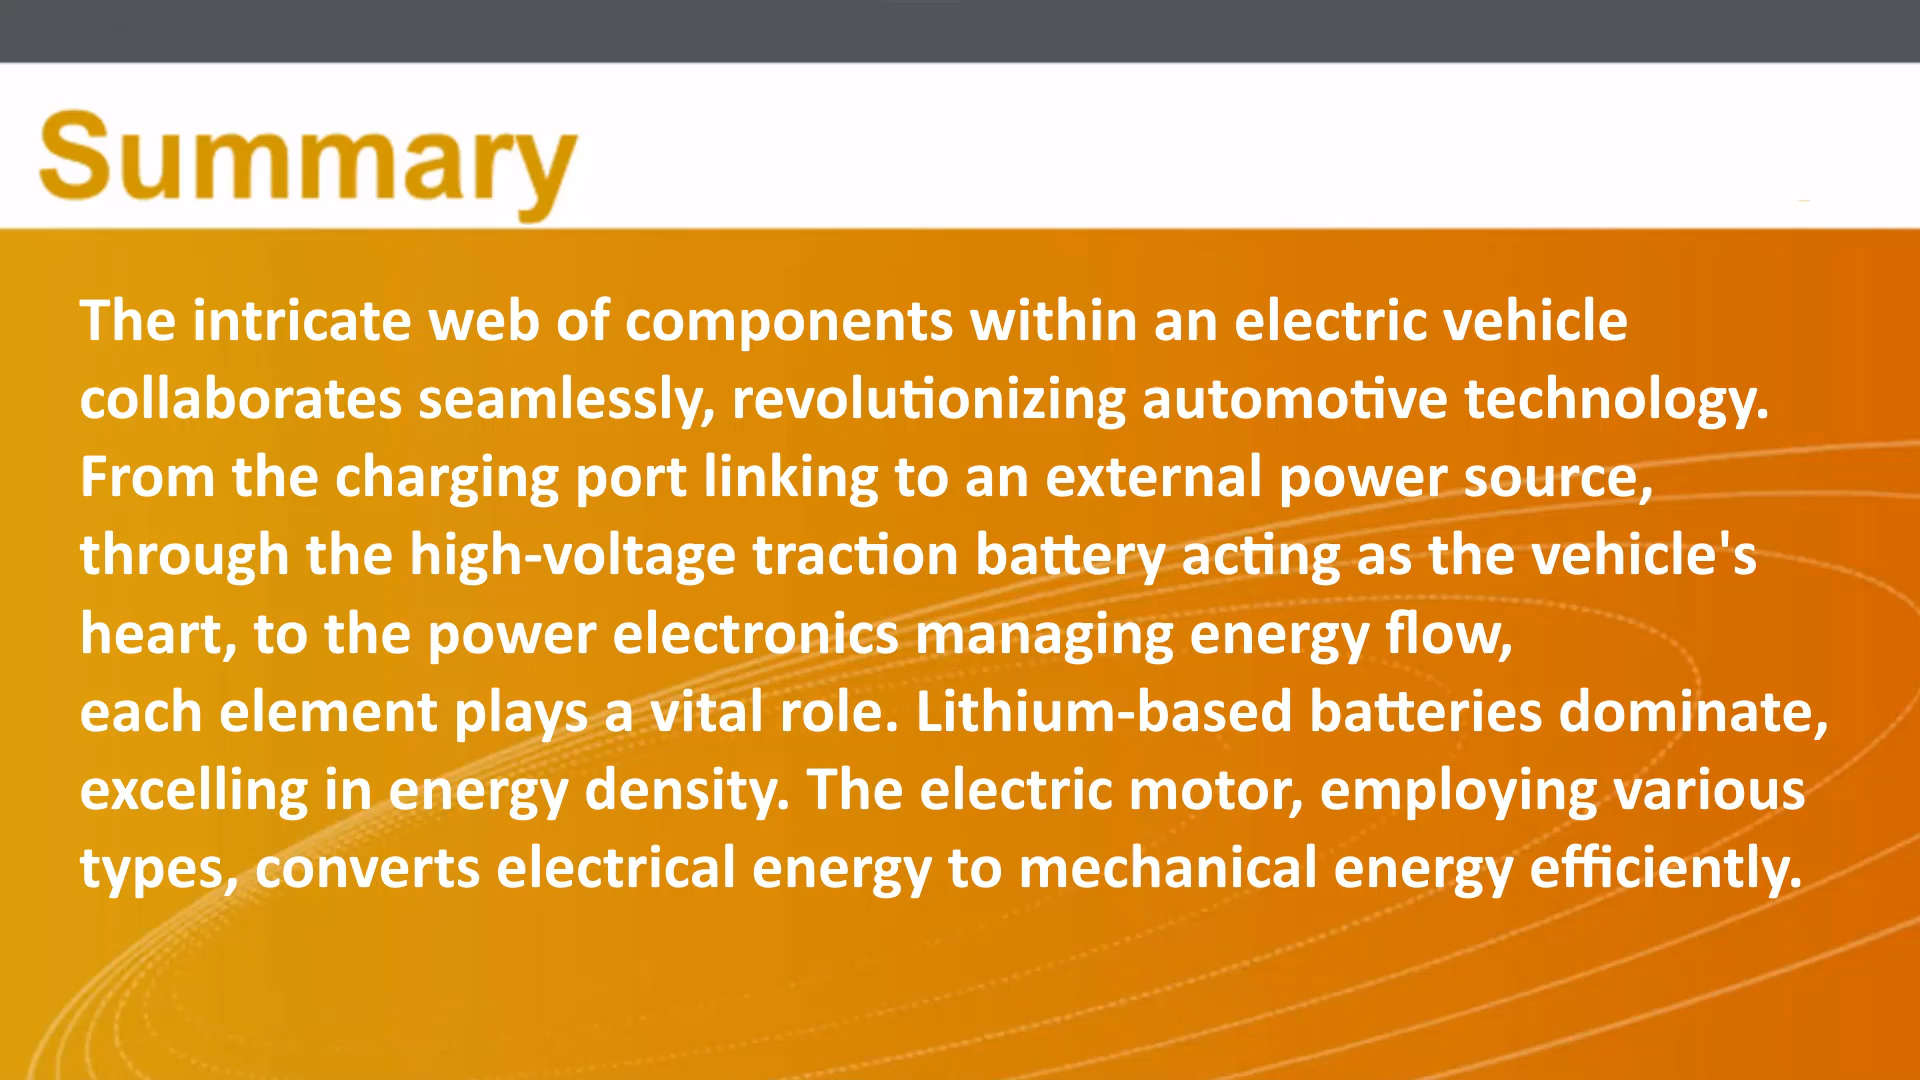 Summary
The intricate web of components within an electric vehicle
collaborates seamlessly, revolutionizing automotive technology.
From the charging port linking to an external power source,
through the high-voltage traction battery acting as the vehicle's
heart, to the power electronics managing energy flow,
each element plays a vital role. Lithium-based batteries dominate,
excelling in energy density. The electric motor, employing various
types, converts electrical energy to mechanical energy efficiently.